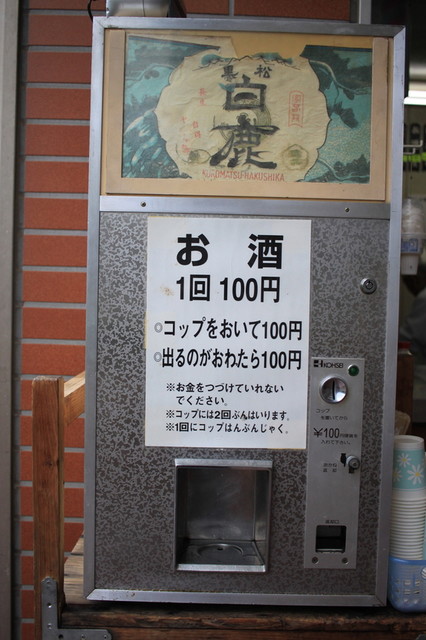 黒松
白鹿
KUROMATSU HAKUSHIKA
お 酒
1回 100円
○コップをおいて100円
○出るのがおわたら100円
※お金をつづけていれない
でください。
※コップには2回ぶんはいります。
※1回にコップはんぶんじゃく。
KOHSEI
コップ
¥100